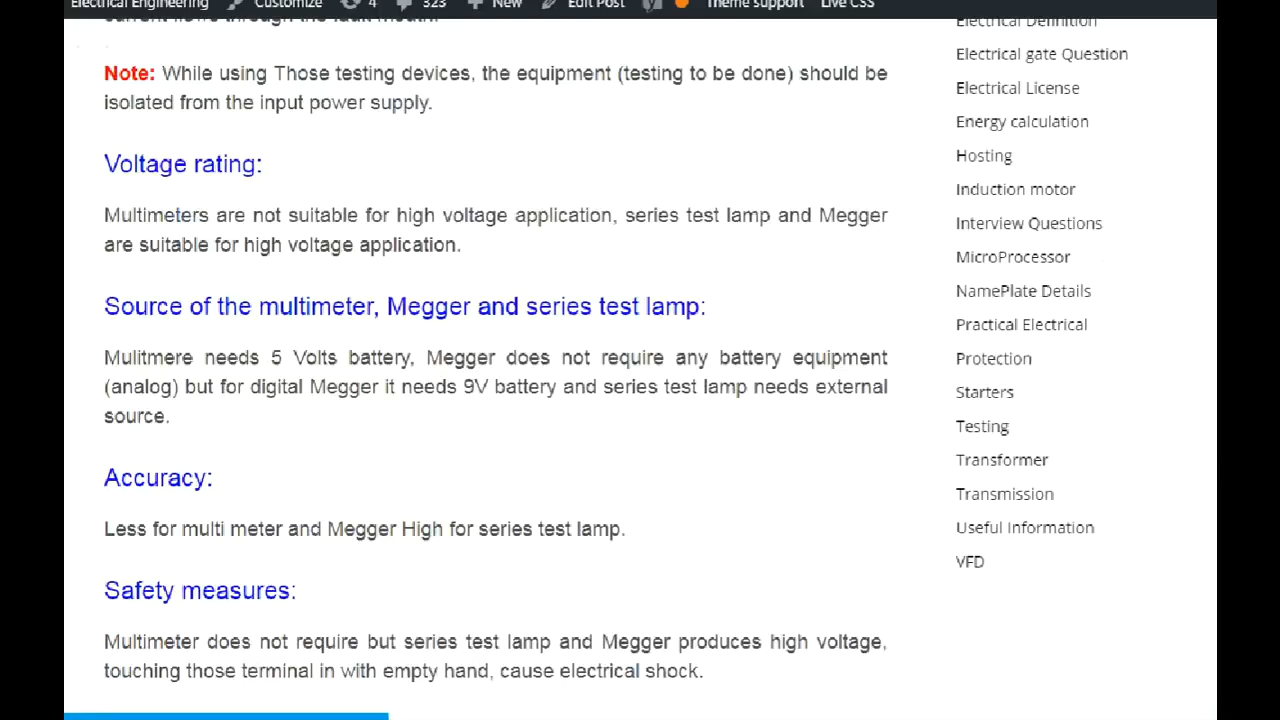 Electrical Engineering Customize 4 323 New Edit Post Theme support Live CSS
current flows through the fault
Note: While using Those testing devices, the equipment (testing to be done) should be
isolated from the input power supply.
Voltage rating:
Multimeters are not suitable for high voltage application, series test lamp and Megger
are suitable for high voltage application.
Source of the multimeter, Megger and series test lamp:
Mulitmere needs 5 Volts battery, Megger does not require any battery equipment
(analog) but for digital Megger it needs 9V battery and series test lamp needs external
source.
Accuracy:
Less for multi meter and Megger High for series test lamp.
Safety measures:
Multimeter does not require but series test lamp and Megger produces high voltage,
touching those terminal in with empty hand, cause electrical shock.
Electrical Definition
Electrical gate Question
Electrical License
Energy calculation
Hosting
Induction motor
Interview Questions
MicroProcessor
NamePlate Details
Practical Electrical
Protection
Starters
Testing
Transformer
Transmission
Useful Information
VFD